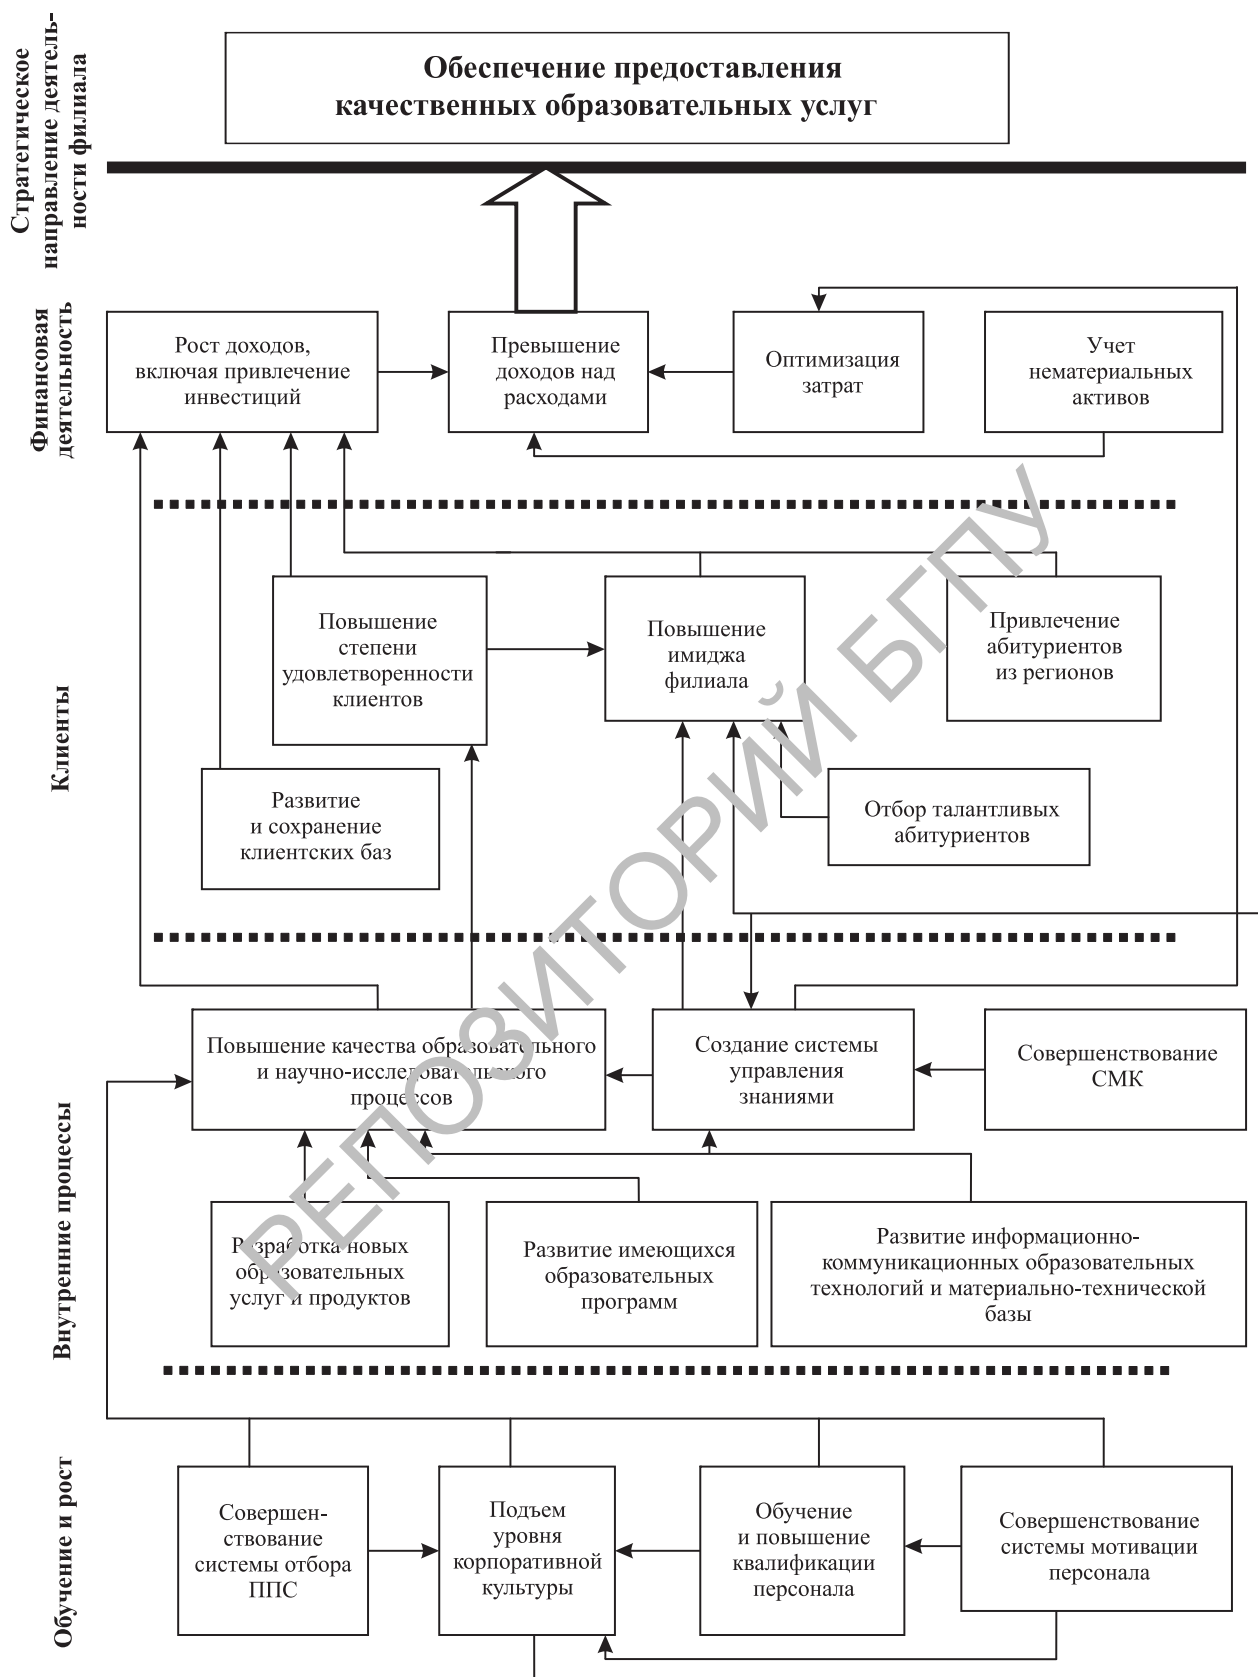 Стратегическое
направление деятель-
ности филиала
Обеспечение предоставления
качественных образовательных услуг
Финансовая
деятельность
Рост доходов,
включая привлечение
инвестиций
Превышение
доходов над
расходами
Оптимизация
затрат
Учет
нематериальных
активов
Клиенты
Повышение
степени
удовлетворенности
клиентов
Повышение
имиджа
филиала
Привлечение
абитуриентов
из регионов
Развитие
и сохранение
клиентских баз
Отбор талантливых
абитуриентов
Внутренние процессы
Повышение качества образовательного
и научно-исследовательского
процессов
Создание системы
управления
знаниями
Совершенствование
СМК
Разработка новых
образовательных
услуг и продуктов
Развитие имеющихся
образовательных
программ
Развитие информационно-
коммуникационных образовательных
технологий и материально-технической
базы
Обучение и рост
Совершен-
ствование
системы отбора
ППС
Подъем
уровня
корпоративной
культуры
Обучение
и повышение
квалификации
персонала
Совершенствование
системы мотивации
персонала
РЕПОЗИТОРИЙ БГПУ